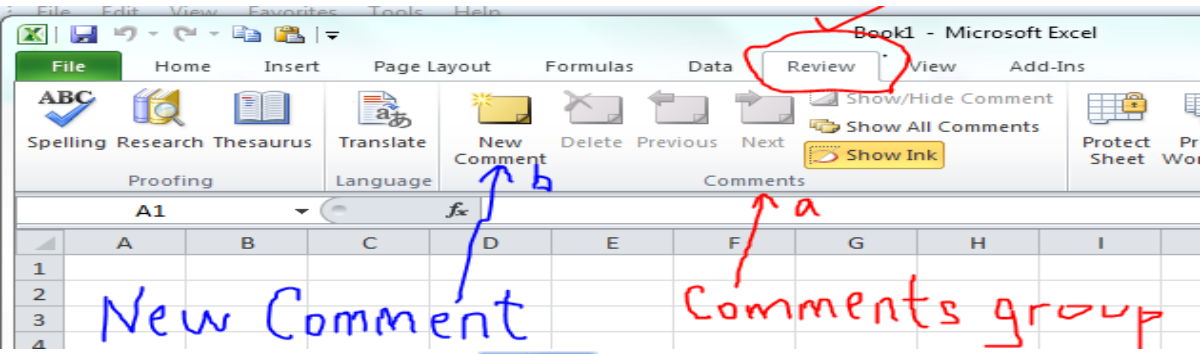 File Edit View Favorites Tools Help
Book1 - Microsoft Excel
File Home Insert Page Layout Formulas Data Review View Add-Ins
ABC Show/Hide Comment
Show All Comments
Spelling Research Thesaurus Translate New Comment Delete Previous Next Protect Sheet
Show Ink
Proofing Language Comments
b
A1 fx a
A B C D E F G H I
1
2
3
4
New Comment Comments group